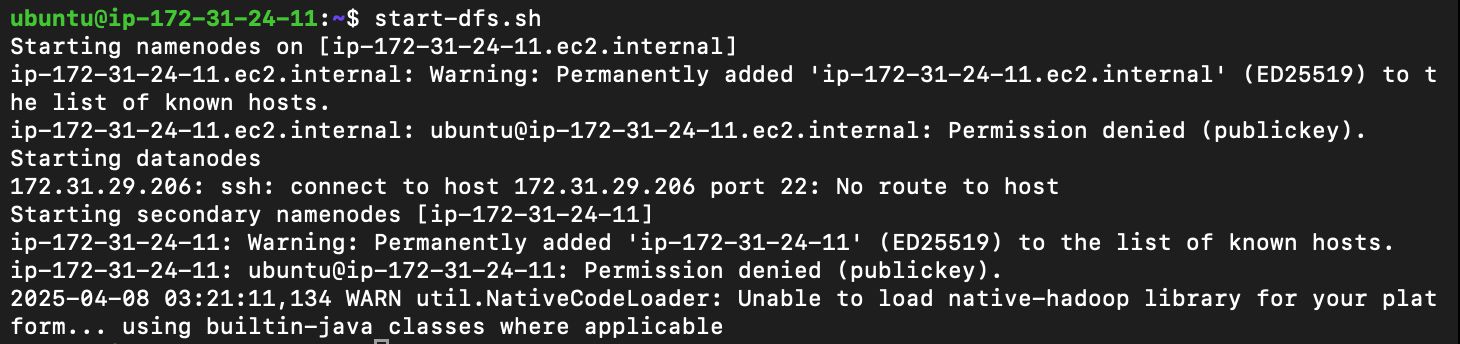 ubuntu@ip-172-31-24-11:~$ start-dfs.sh
Starting namenodes on [ip-172-31-24-11.ec2.internal]
ip-172-31-24-11.ec2.internal: Warning: Permanently added 'ip-172-31-24-11.ec2.internal' (ED25519) to t
he list of known hosts.
ip-172-31-24-11.ec2.internal: ubuntu@ip-172-31-24-11.ec2.internal: Permission denied (publickey).
Starting datanodes
172.31.29.206: ssh: connect to host 172.31.29.206 port 22: No route to host
Starting secondary namenodes [ip-172-31-24-11]
ip-172-31-24-11: Warning: Permanently added 'ip-172-31-24-11' (ED25519) to the list of known hosts.
ip-172-31-24-11: ubuntu@ip-172-31-24-11: Permission denied (publickey).
2025-04-08 03:21:11,134 WARN util.NativeCodeLoader: Unable to load native-hadoop library for your plat
form... using builtin-java classes where applicable